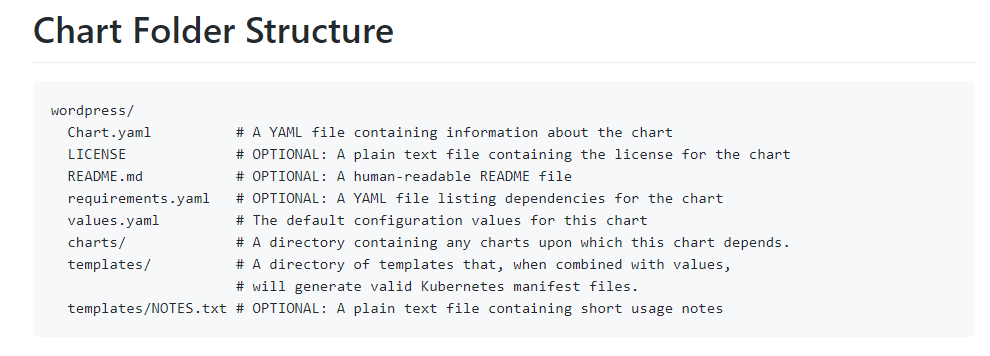 Chart Folder Structure
wordpress/
  Chart.yaml          # A YAML file containing information about the chart
  LICENSE             # OPTIONAL: A plain text file containing the license for the chart
  README.md           # OPTIONAL: A human-readable README file
  requirements.yaml   # OPTIONAL: A YAML file listing dependencies for the chart
  values.yaml         # The default configuration values for this chart
  charts/             # A directory containing any charts upon which this chart depends.
  templates/          # A directory of templates that, when combined with values,
                      # will generate valid Kubernetes manifest files.
  templates/NOTES.txt # OPTIONAL: A plain text file containing short usage notes